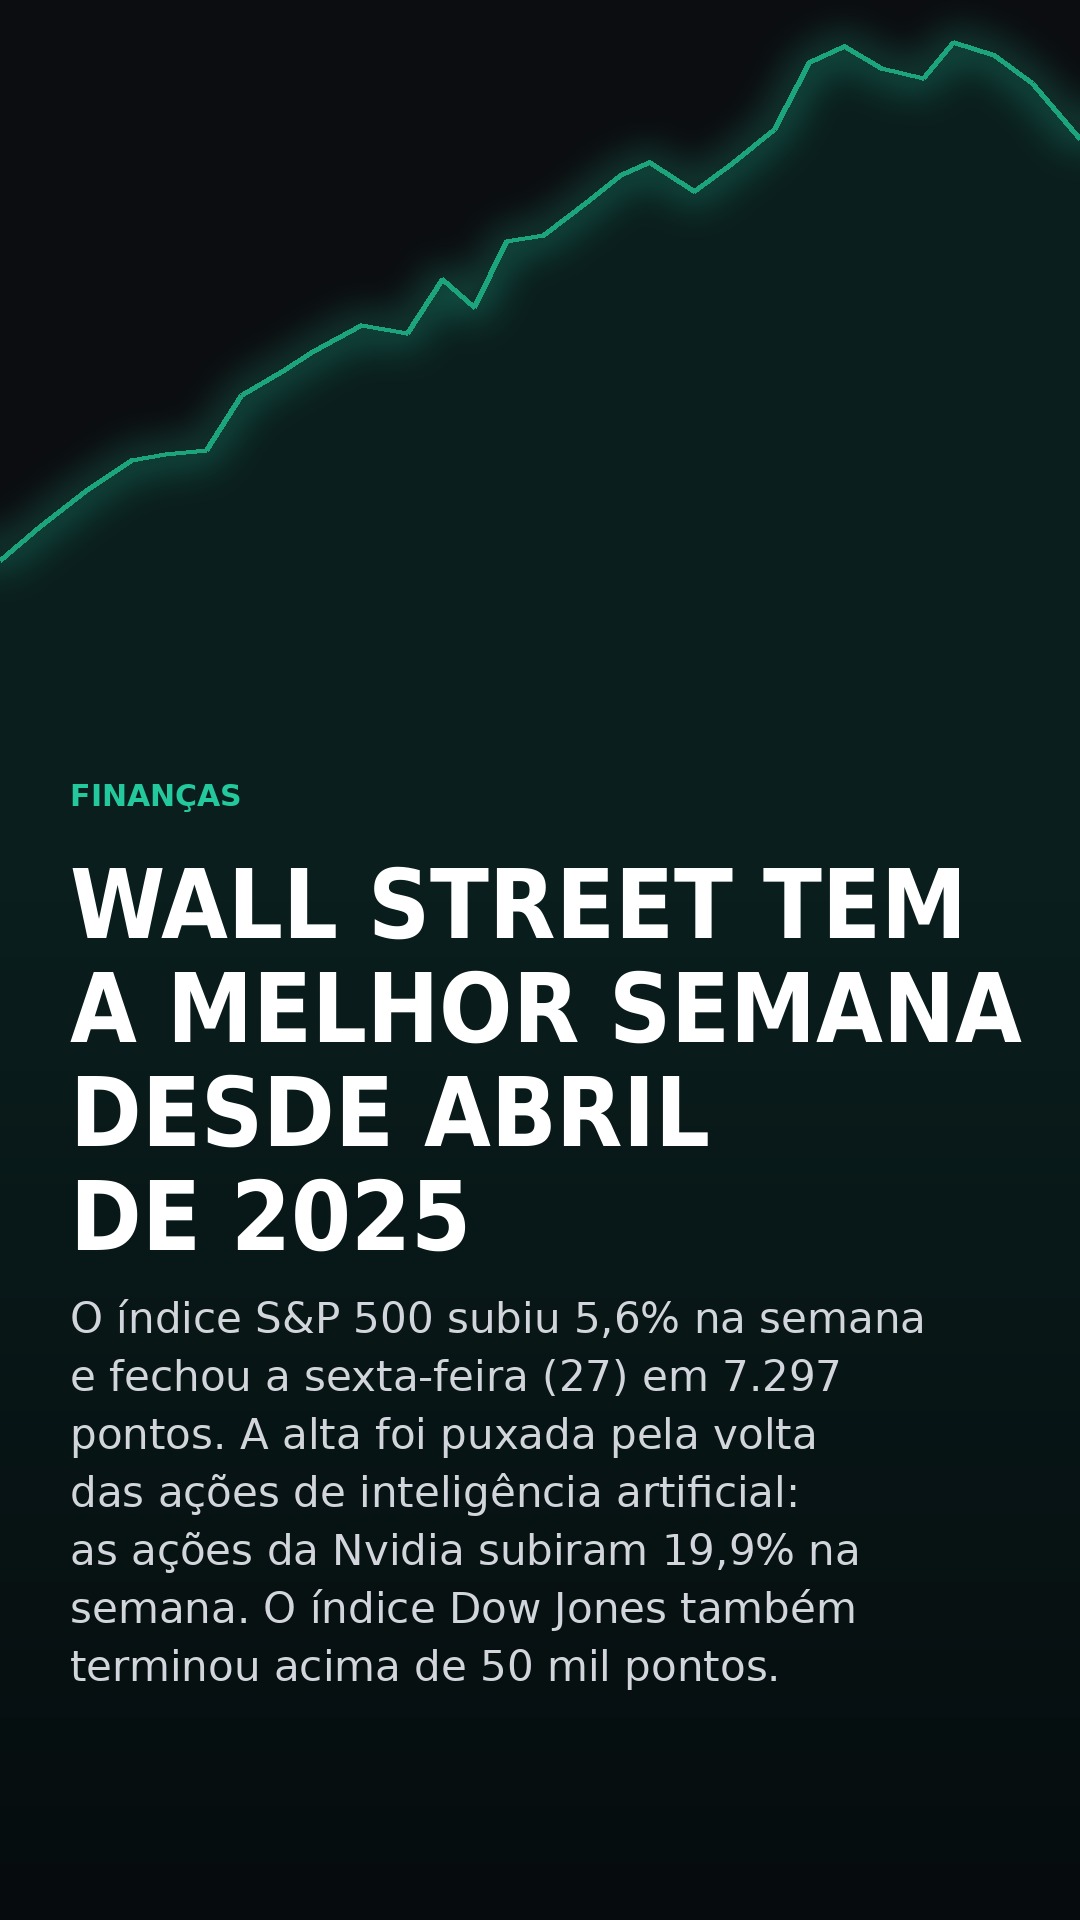 FINANÇAS
WALL STREET TEM
A MELHOR SEMANA
DESDE ABRIL
DE 2025
O índice S&P 500 subiu 5,6% na semana
e fechou a sexta-feira (27) em 7.297
pontos. A alta foi puxada pela volta
das ações de inteligência artificial:
as ações da Nvidia subiram 19,9% na
semana. O índice Dow Jones também
terminou acima de 50 mil pontos.